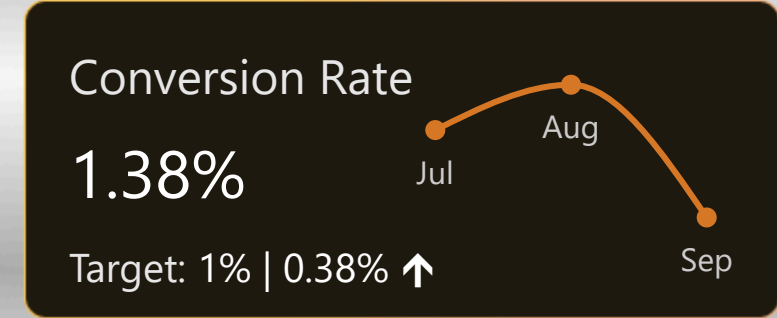 Conversion Rate
1.38%
Target: 1% | 0.38% ↑
Jul
Aug
Sep